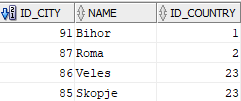 ID_CITY NAME ID_COUNTRY
91 Bihor 1
87 Roma 2
86 Veles 23
85 Skopje 23